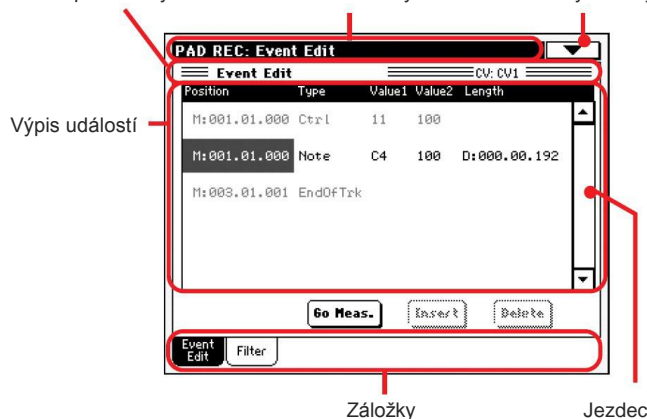 PAD REC: Event Edit
Event Edit CV: CV1
Position Type Value1 Value2 Length
M:001.01.000 Ctrl 11 100
Výpis událostí
M:001.01.000 Note C4 100 D:000.00.192
M:003.01.001 EndOfTrk
Go Meas. Insert Delete
Event Edit Filter
Záložky Jezdec